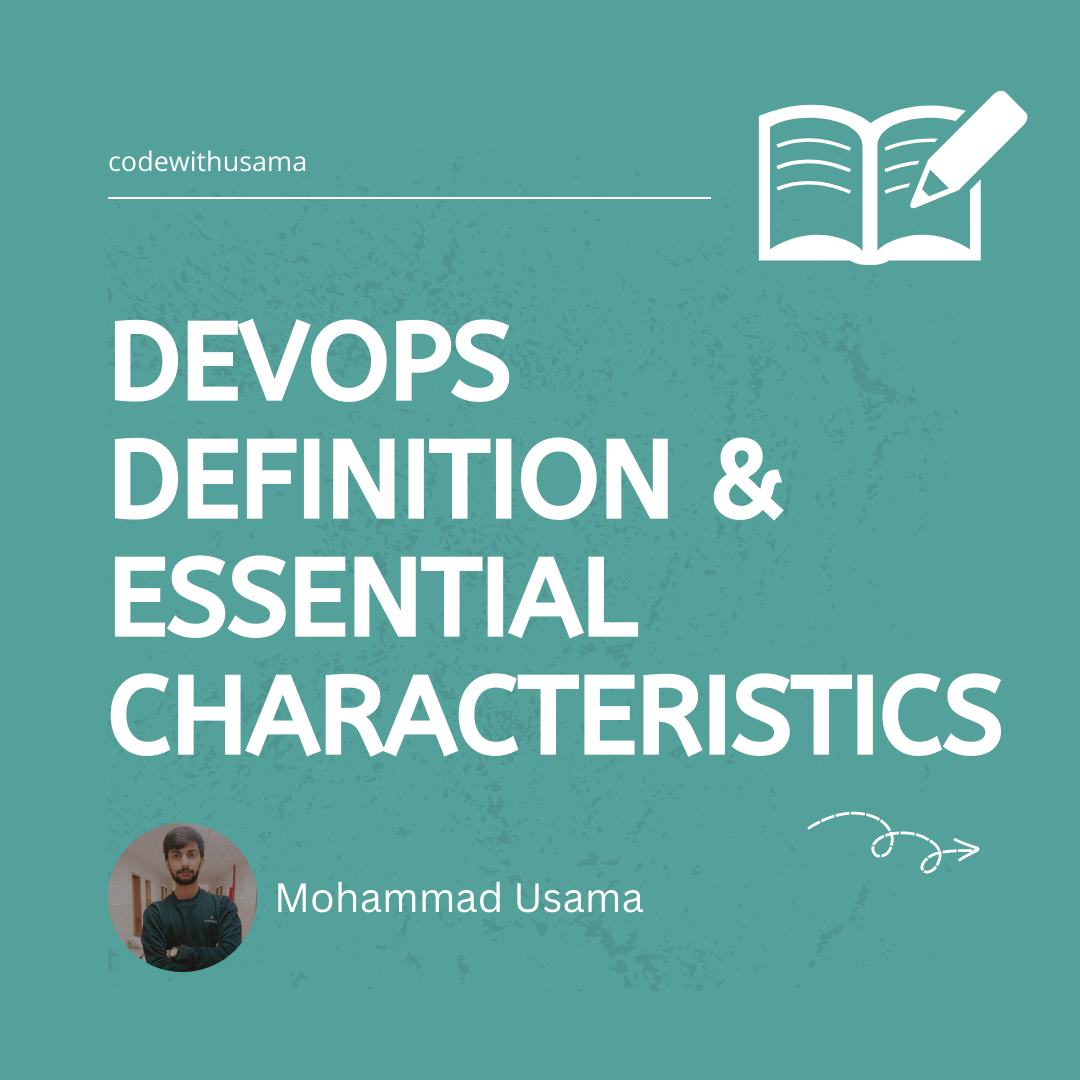 codewithusama
DEVOPS
DEFINITION &
ESSENTIAL
CHARACTERISTICS
Mohammad Usama